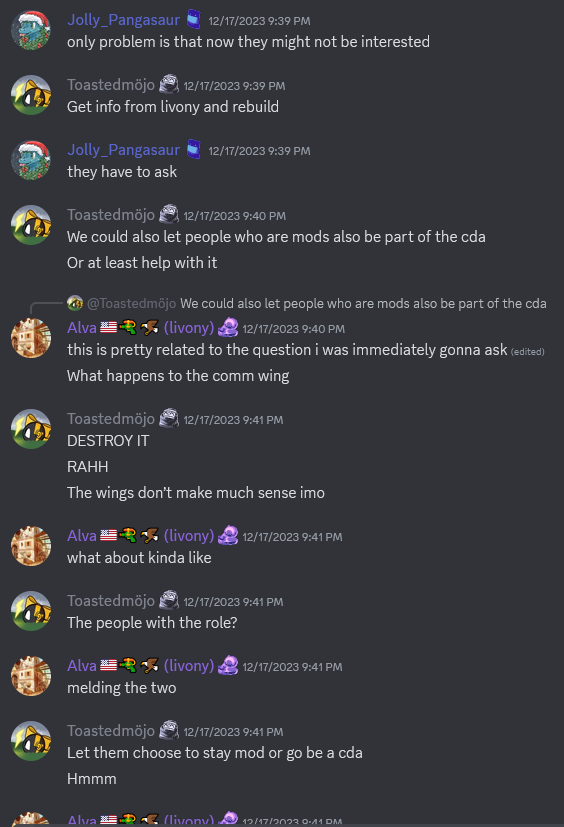 Jolly_Pangasaur 12/17/2023 9:39 PM
only problem is that now they might not be interested
Toastedmöjo 12/17/2023 9:39 PM
Get info from livony and rebuild
Jolly_Pangasaur 12/17/2023 9:39 PM
they have to ask
Toastedmöjo 12/17/2023 9:40 PM
We could also let people who are mods also be part of the cda
Or at least help with it
@Toastedmöjo We could also let people who are mods also be part of the cda
Alva (livony) 12/17/2023 9:40 PM
this is pretty related to the question i was immediately gonna ask (edited)
What happens to the comm wing
Toastedmöjo 12/17/2023 9:41 PM
DESTROY IT
RAHH
The wings don't make much sense imo
Alva (livony) 12/17/2023 9:41 PM
what about kinda like
Toastedmöjo 12/17/2023 9:41 PM
The people with the role?
Alva (livony) 12/17/2023 9:41 PM
melding the two
Toastedmöjo 12/17/2023 9:41 PM
Let them choose to stay mod or go be a cda
Hmmm
Alva (livony) 12/17/2023 9:41 PM